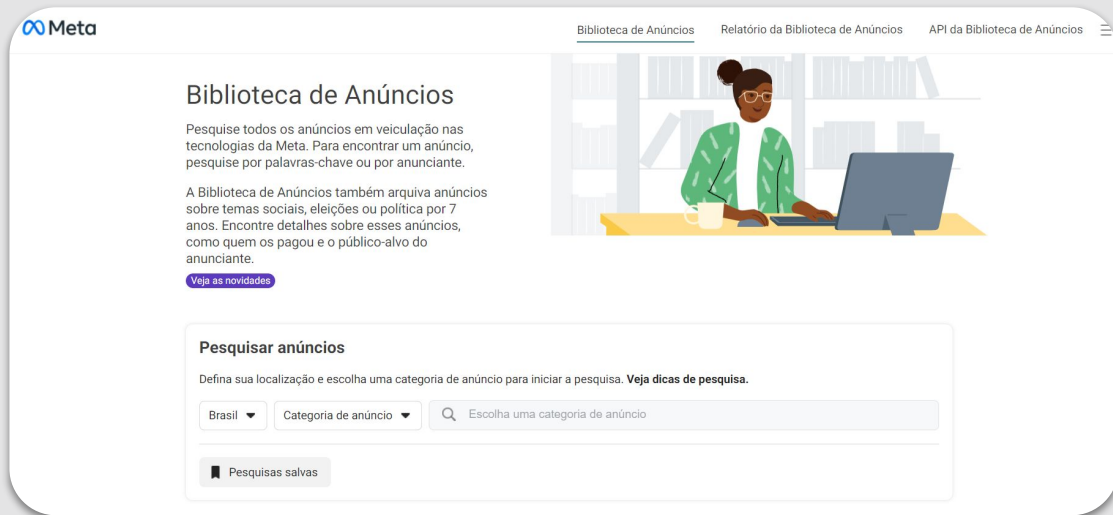 Meta
Biblioteca de Anúncios
Relatório da Biblioteca de Anúncios
API da Biblioteca de Anúncios
Biblioteca de Anúncios
Pesquise todos os anúncios em veiculação nas
tecnologias da Meta. Para encontrar um anúncio,
pesquise por palavras-chave ou por anunciante.
A Biblioteca de Anúncios também arquiva anúncios
sobre temas sociais, eleições ou política por 7
anos. Encontre detalhes sobre esses anúncios,
como quem os pagou e o público-alvo do
anunciante.
Veja as novidades
Pesquisar anúncios
Defina sua localização e escolha uma categoria de anúncio para iniciar a pesquisa. Veja dicas de pesquisa.
Brasil
Categoria de anúncio
Escolha uma categoria de anúncio
Pesquisas salvas